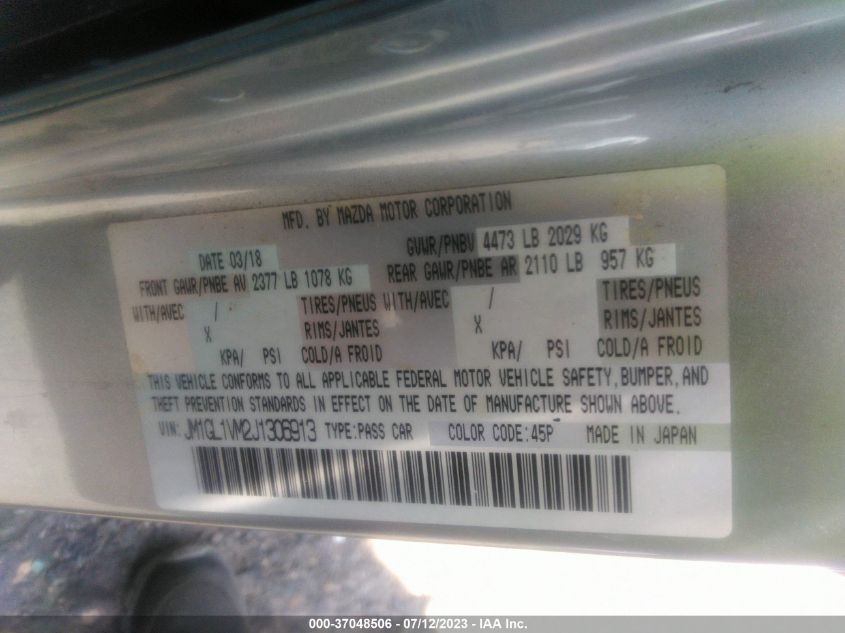 MFD. BY MAZDA MOTOR CORPORATION
DATE 03/18 GVWR/PNBV 4473 LB 2029 KG
FRONT GAWR/PNBE AV 2377 LB 1078 KG REAR GAWR/PNBE AR 2110 LB 957 KG
WITH/AVEC / TIRES/PNEUS WITH/AVEC / TIRES/PNEUS
X RIMS/JANTES X RIMS/JANTES
KPA/ PSI COLD/A FROID KPA/ PSI COLD/A FROID
THIS VEHICLE CONFORMS TO ALL APPLICABLE FEDERAL MOTOR VEHICLE SAFETY, BUMPER, AND
THEFT PREVENTION STANDARDS IN EFFECT ON THE DATE OF MANUFACTURE SHOWN ABOVE.
VIN: JM1GL1VM2J1306913 TYPE:PASS CAR COLOR CODE:45P MADE IN JAPAN
000-37048506 - 07/12/2023 - IAA Inc.